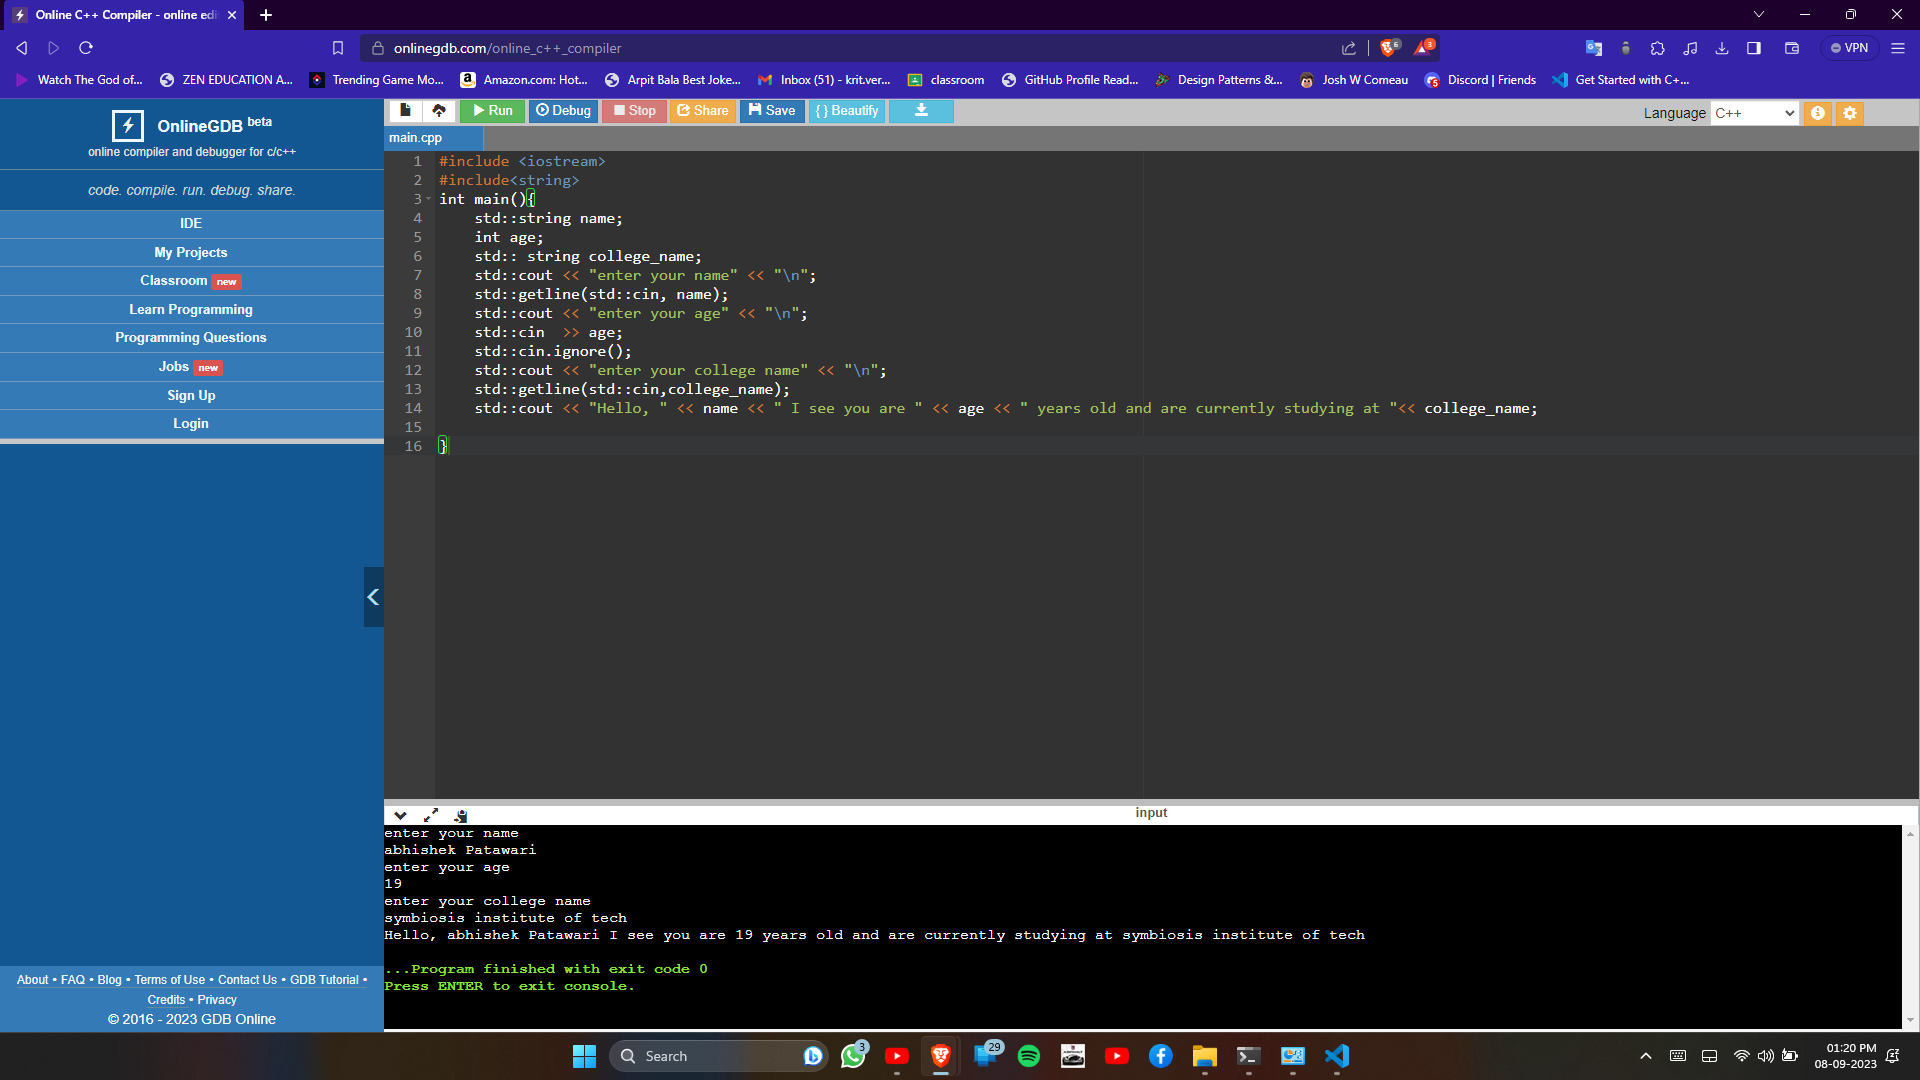 Online C++ Compiler - online edi
onlinegdb.com/online_c++_compiler
6
3
VPN
Watch The God of...
ZEN EDUCATION A...
Trending Game Mo...
Amazon.com: Hot...
Arpit Bala Best Joke...
Inbox (51) - krit.ver...
classroom
GitHub Profile Read...
Design Patterns &...
Josh W Comeau
Discord | Friends
Get Started with C+...
OnlineGDB beta
online compiler and debugger for c/c++
code. compile. run. debug. share.
IDE
My Projects
Classroom new
Learn Programming
Programming Questions
Jobs new
Sign Up
Login
About • FAQ • Blog • Terms of Use • Contact Us • GDB Tutorial •
Credits • Privacy
© 2016 - 2023 GDB Online
Run Debug Stop Share Save { } Beautify
Language C++
main.cpp
1 #include <iostream>
2 #include<string>
3 int main(){
4 std::string name;
5 int age;
6 std:: string college_name;
7 std::cout << "enter your name" << "\n";
8 std::getline(std::cin, name);
9 std::cout << "enter your age" << "\n";
10 std::cin  >> age;
11 std::cin.ignore();
12 std::cout << "enter your college name" << "\n";
13 std::getline(std::cin,college_name);
14 std::cout << "Hello, " << name << " I see you are " << age << " years old and are currently studying at "<< college_name;
15
16 }
input
enter your name
abhishek Patawari
enter your age
19
enter your college name
symbiosis institute of tech
Hello, abhishek Patawari I see you are 19 years old and are currently studying at symbiosis institute of tech
...Program finished with exit code 0
Press ENTER to exit console.
Search
3
29
01:20 PM
08-09-2023